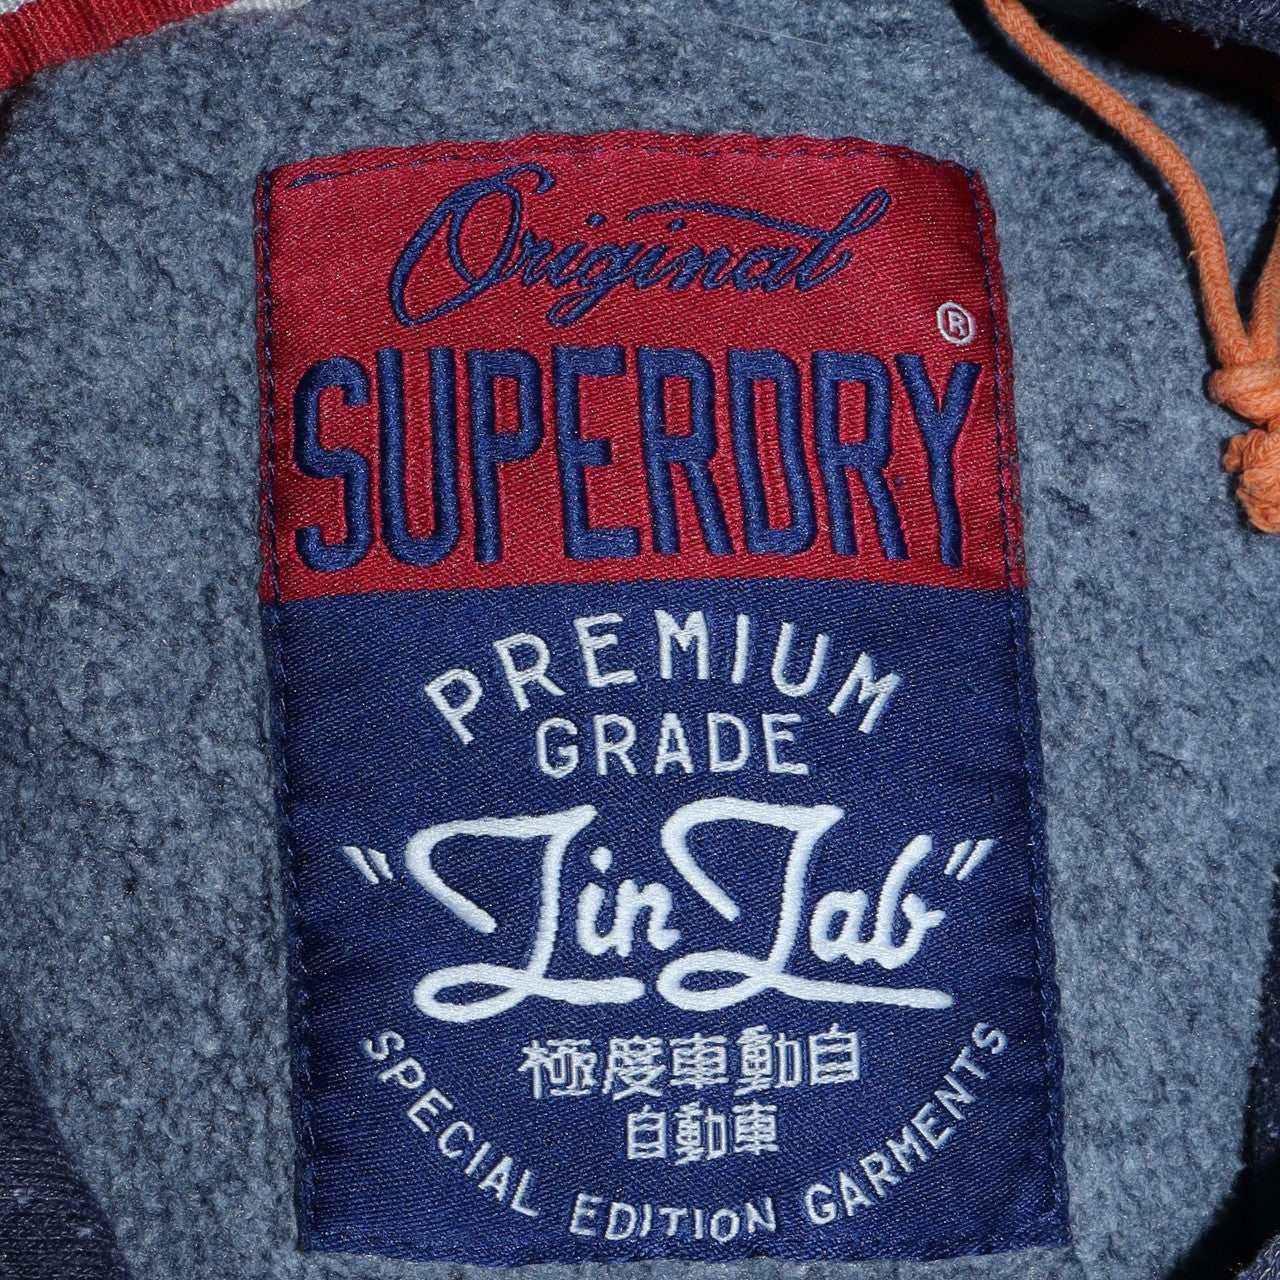 Original
SUPERDRY®
PREMIUM
GRADE
"Tin Tab"
極度車動自
自動車
SPECIAL EDITION GARMENTS